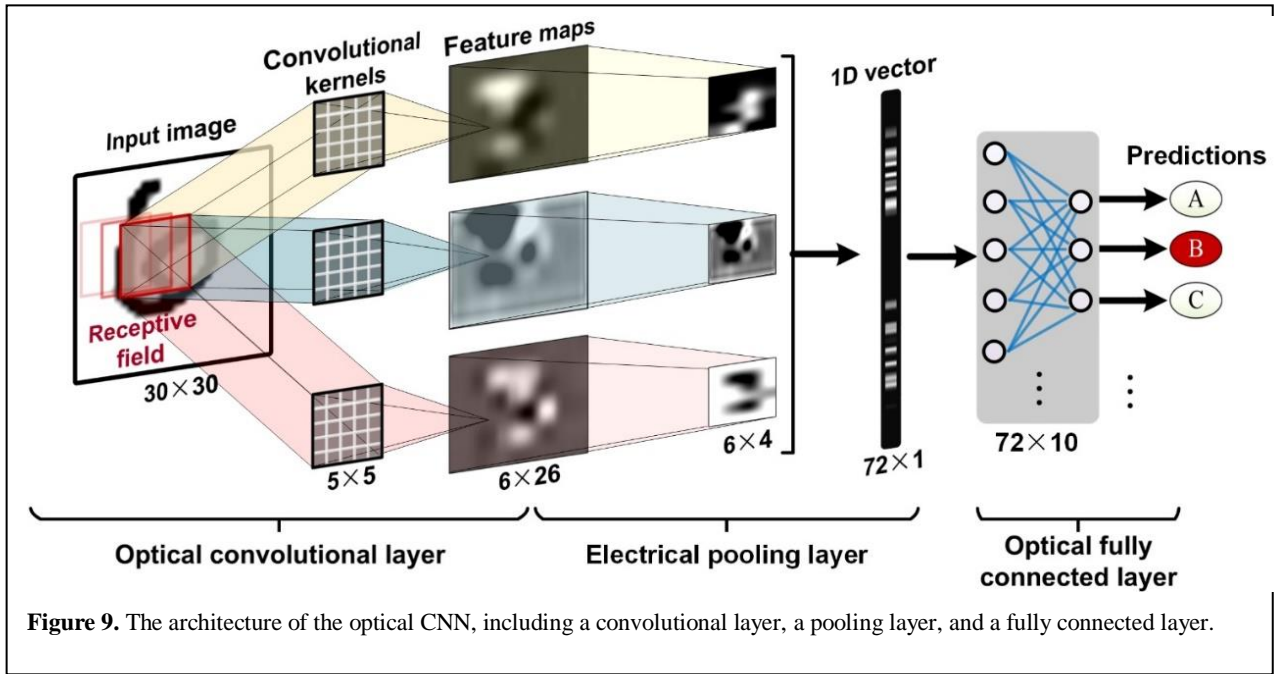 Input image
Convolutional
kernels
Feature maps
1D vector
Predictions
Receptive
field
30×30
5×5
6×26
6×4
72×1
72×10
A
B
C
Optical convolutional layer
Electrical pooling layer
Optical fully
connected layer
Figure 9. The architecture of the optical CNN, including a convolutional layer, a pooling layer, and a fully connected layer.